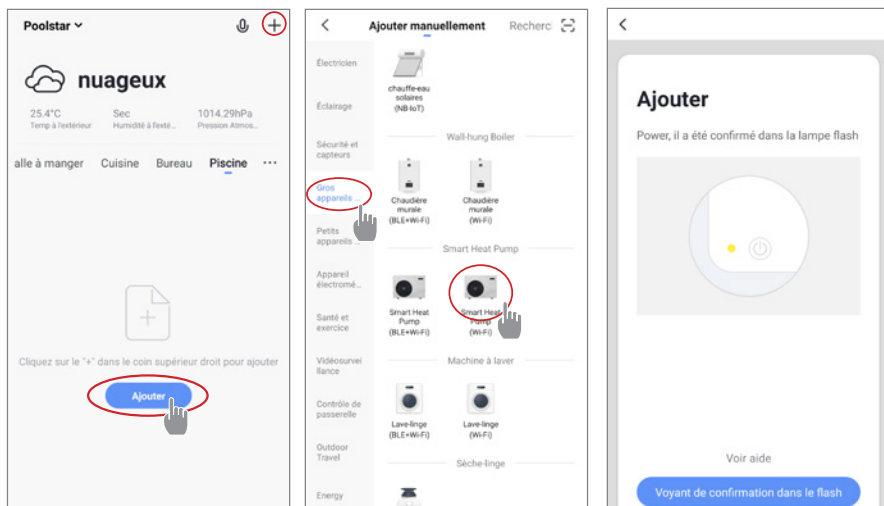 Poolstar
nuageux
25.4°C Sec 1014.29hPa
Temp à l'extérieur Humidité à l'exté... Pression Atmos...
alle à manger Cuisine Bureau Piscine ...
Cliquez sur le "+" dans le coin supérieur droit pour ajouter
Ajouter
Ajouter manuellement Recherc
Électricien
Éclairage
Sécurité et
capteurs
Gros
appareils ...
Petits
appareils ...
Appareil
électromé...
Santé et
exercice
Vidéosurvei
llance
Contrôle de
passerelle
Outdoor
Travel
Energy
chauffe-eau
solaires
(NB-IoT)
Wall-hung Boiler
Chaudière
murale
(BLE+Wi-Fi)
Chaudière
murale
(Wi-Fi)
Smart Heat Pump
Smart Heat
Pump
(BLE+Wi-Fi)
Smart Heat
Pump
(Wi-Fi)
Machine à laver
Lave-linge
(BLE+Wi-Fi)
Lave-linge
(Wi-Fi)
Sèche-linge
Ajouter
Power, il a été confirmé dans la lampe flash
Voir aide
Voyant de confirmation dans le flash